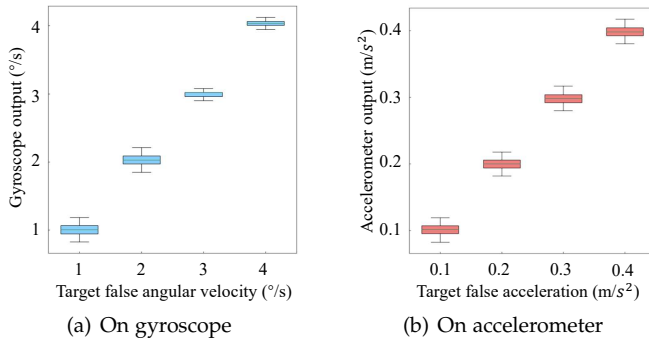 Gyroscope output (°/s)
4
3
2
1
1 2 3 4
Target false angular velocity (°/s)
(a) On gyroscope
Accelerometer output (m/s²)
0.4
0.3
0.2
0.1
0.1 0.2 0.3 0.4
Target false acceleration (m/s²)
(b) On accelerometer